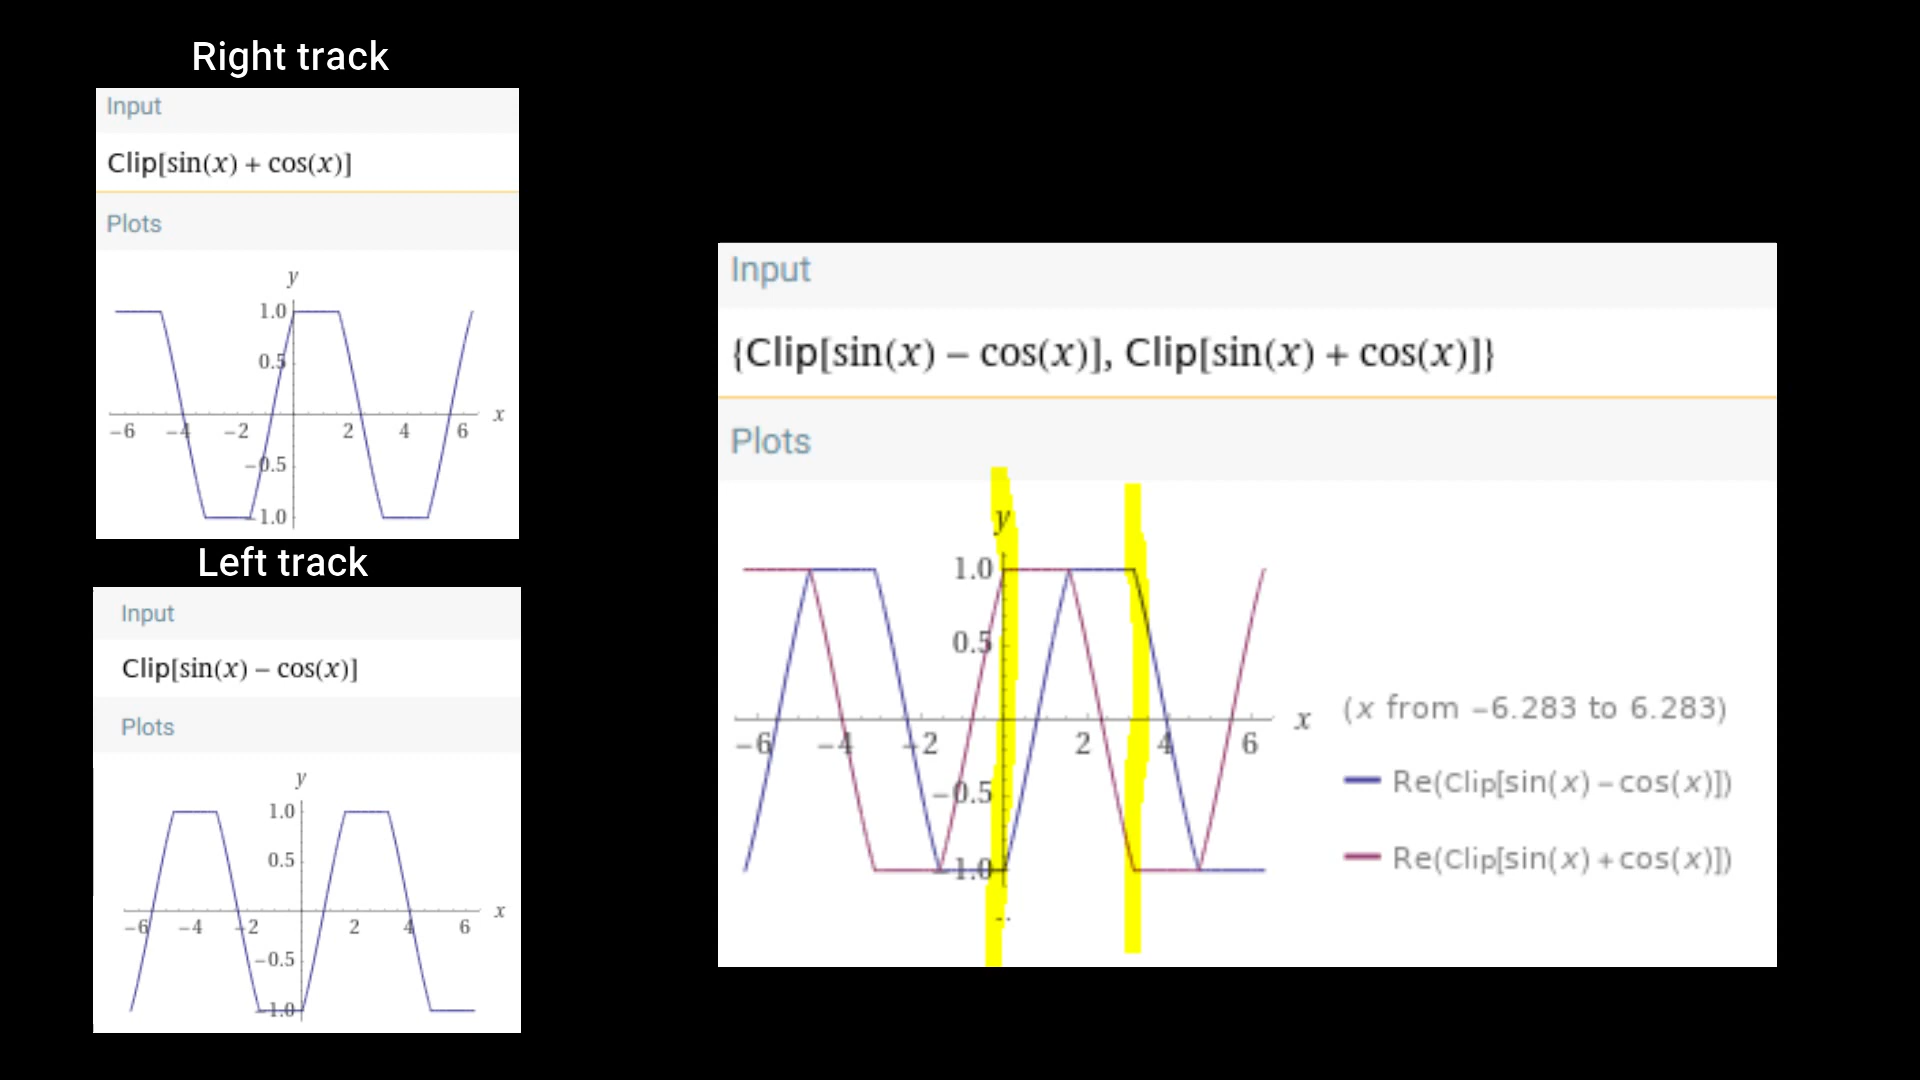 Right track
Input
Clip[sin(x) + cos(x)]
Plots
y
1.0
0.5
x
−6 −4 −2 2 4 6
−0.5
−1.0
Left track
Input
Clip[sin(x) − cos(x)]
Plots
y
1.0
0.5
x
−6 −4 −2 2 4 6
−0.5
−1.0
Input
{Clip[sin(x) − cos(x)], Clip[sin(x) + cos(x)]}
Plots
y
1.0
0.5
x
−6 −4 −2 2 4 6
−0.5
−1.0
(x from −6.283 to 6.283)
Re(Clip[sin(x) − cos(x)])
Re(Clip[sin(x) + cos(x)])